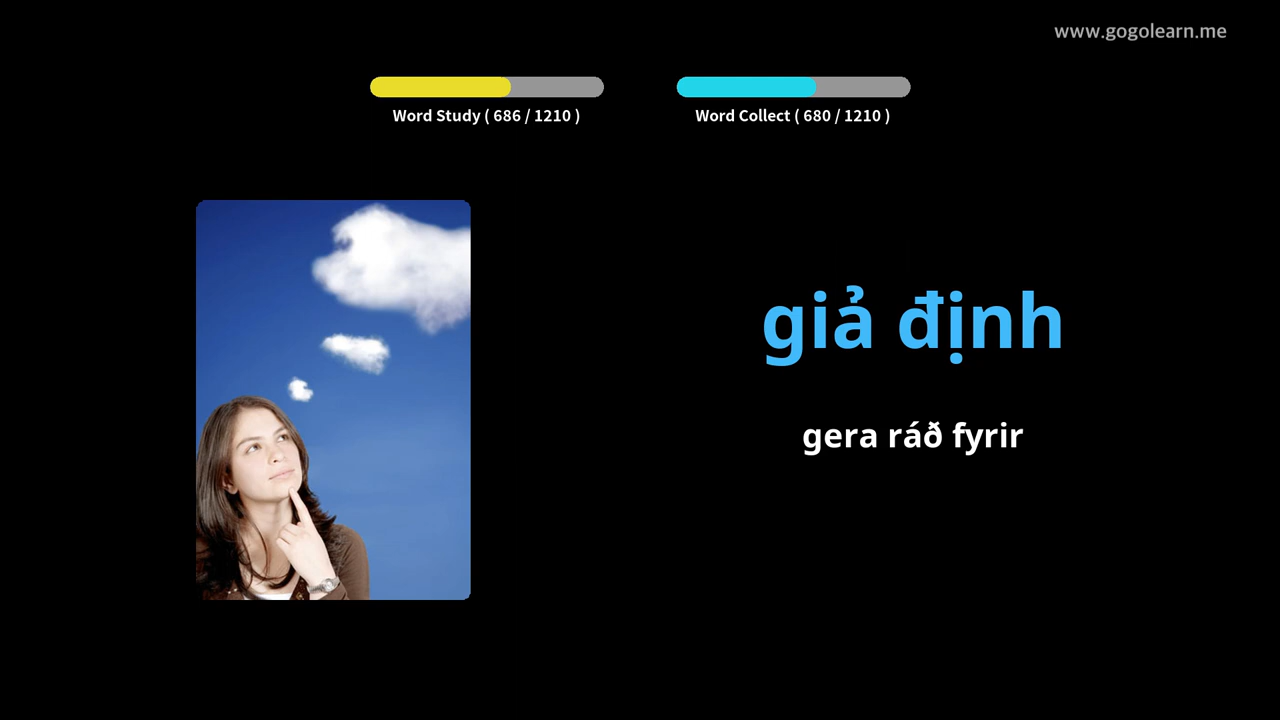 www.gogolearn.me
Word Study ( 686 / 1210 )
Word Collect ( 680 / 1210 )
giả định
gera ráð fyrir